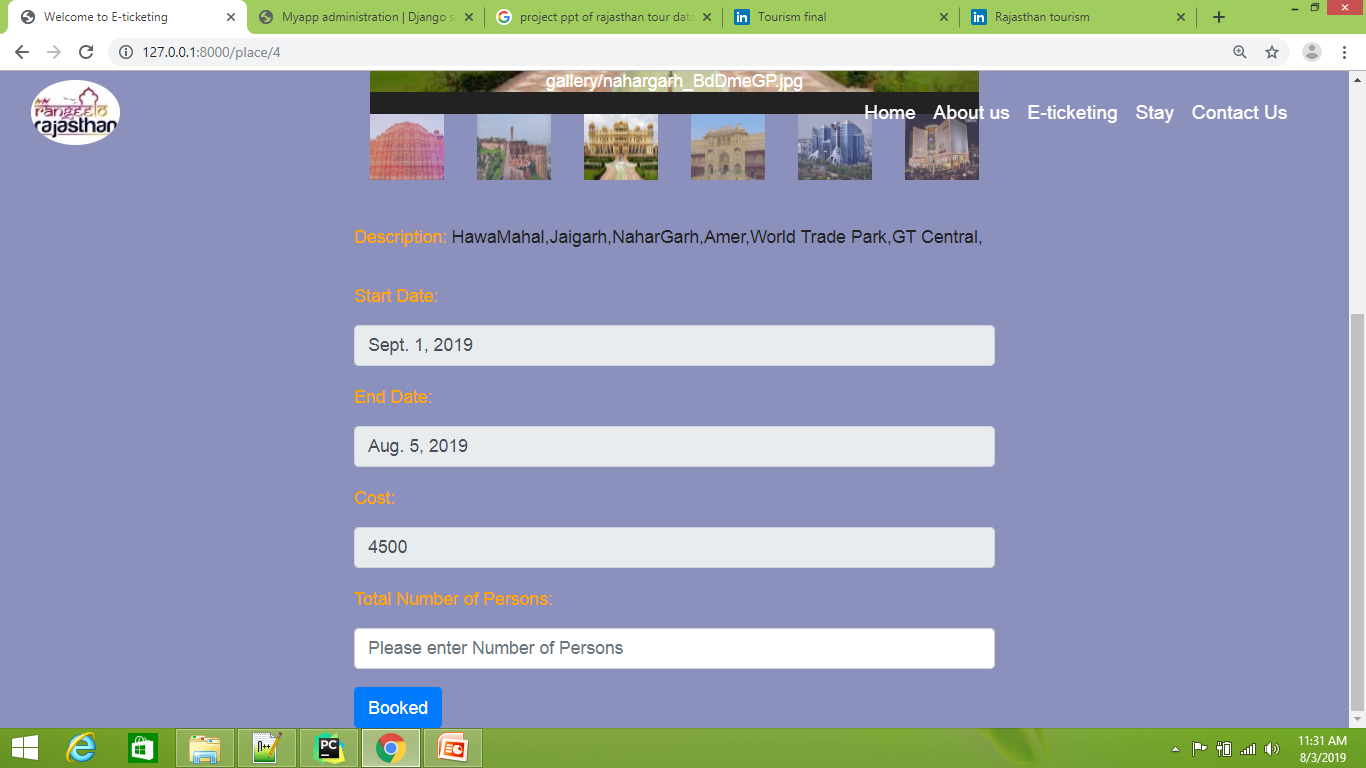 Welcome to E-ticketing
Myapp administration | Django s
project ppt of rajasthan tour data
Tourism final
Rajasthan tourism
127.0.0.1:8000/place/4
gallery/nahargarh_BdDmeGP.jpg
rangeelo
rajasthan
Home About us E-ticketing Stay Contact Us
Description: HawaMahal,Jaigarh,NaharGarh,Amer,World Trade Park,GT Central,
Start Date:
Sept. 1, 2019
End Date:
Aug. 5, 2019
Cost:
4500
Total Number of Persons:
Please enter Number of Persons
Booked
11:31 AM
8/3/2019